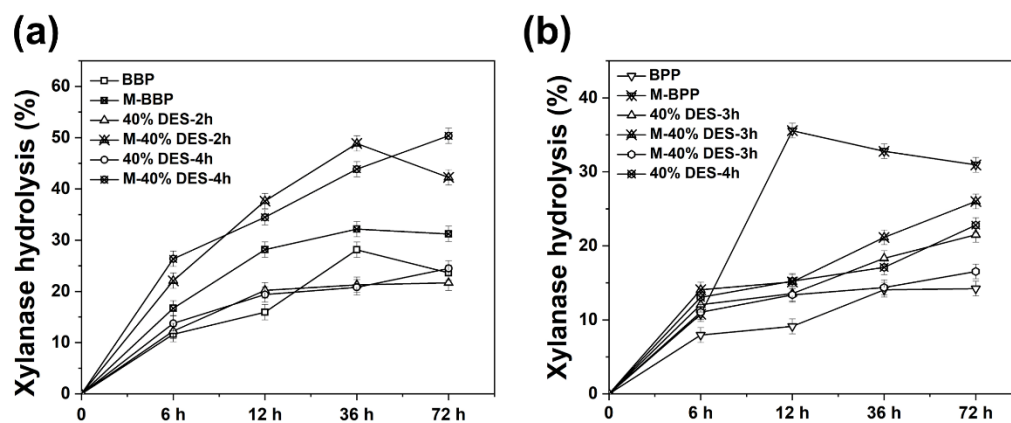 (a)
Xylanase hydrolysis (%)
60
50
40
30
20
10
0
BBP
M-BBP
40% DES-2h
M-40% DES-2h
40% DES-4h
M-40% DES-4h
0 6 h 12 h 36 h 72 h
(b)
Xylanase hydrolysis (%)
40
30
20
10
0
BPP
M-BPP
40% DES-3h
M-40% DES-3h
M-40% DES-3h
40% DES-4h
0 6 h 12 h 36 h 72 h